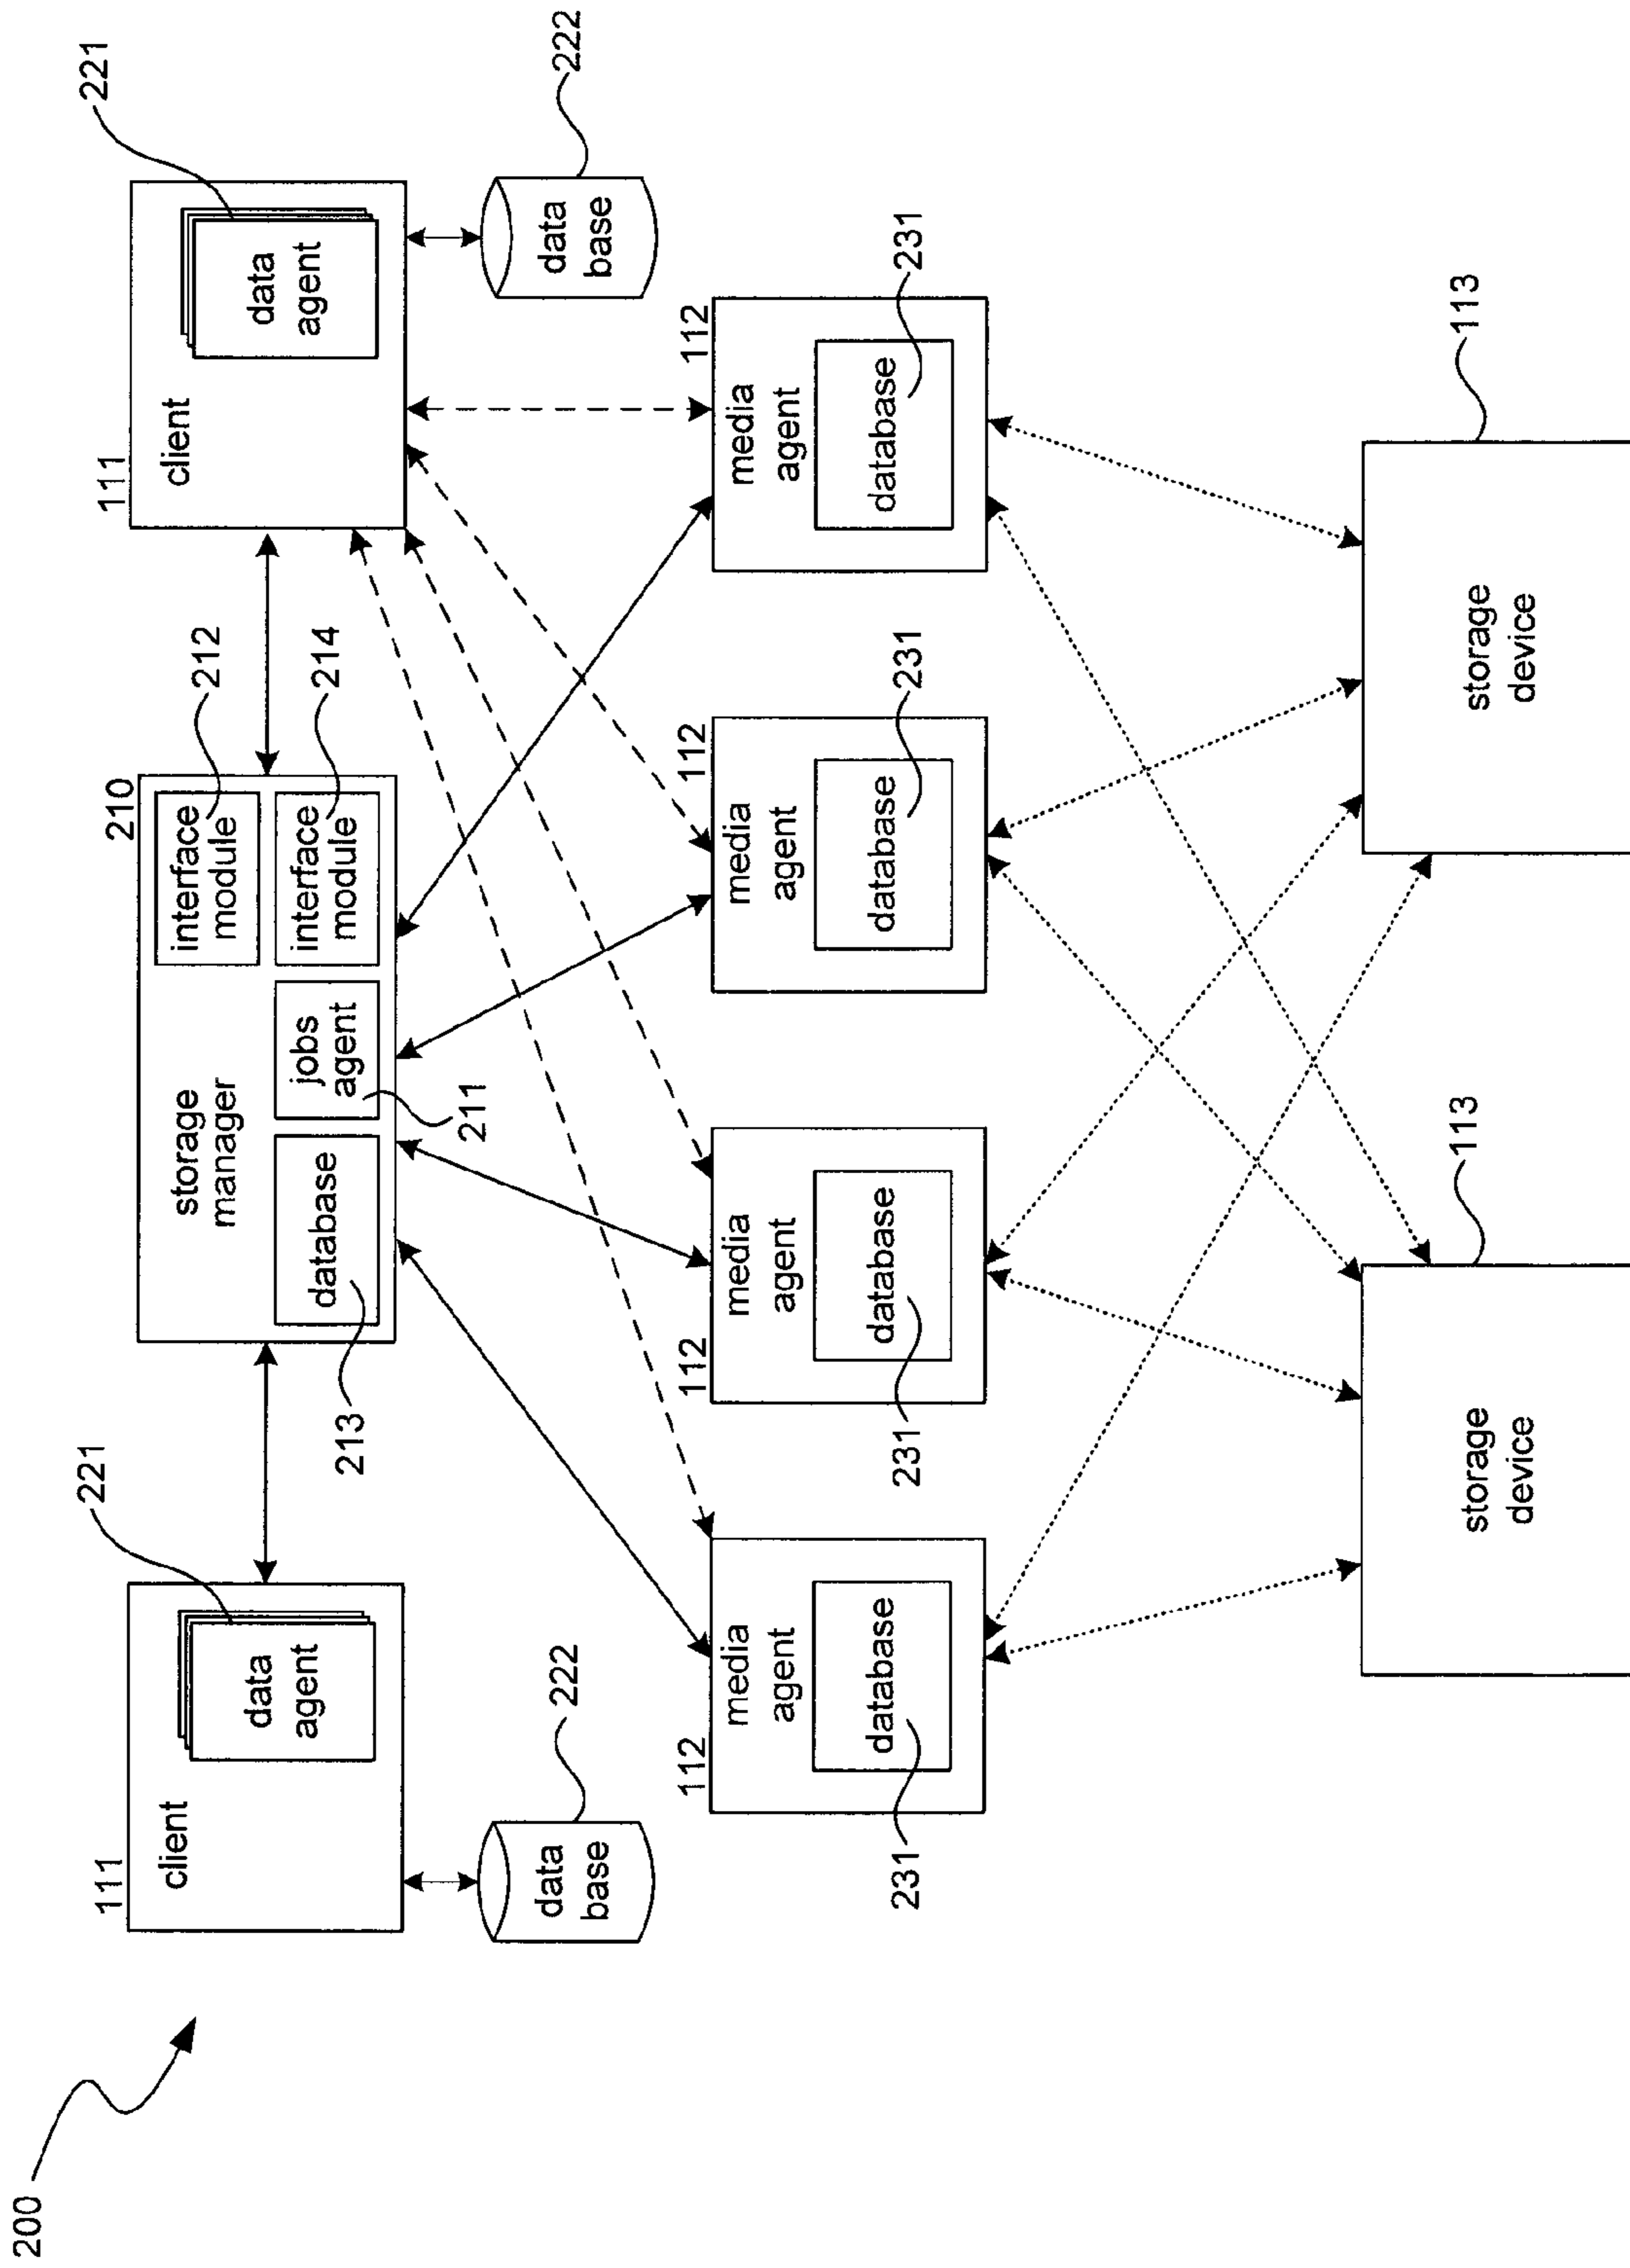 200
111
client
data
agent
221
data
base
222
210
storage
manager
database
213
jobs
agent
211
interface
module
212
interface
module
214
111
client
data
agent
221
data
base
222
112
media
agent
database
231
112
media
agent
database
231
112
media
agent
database
231
112
media
agent
database
231
storage
device
113
storage
device
113